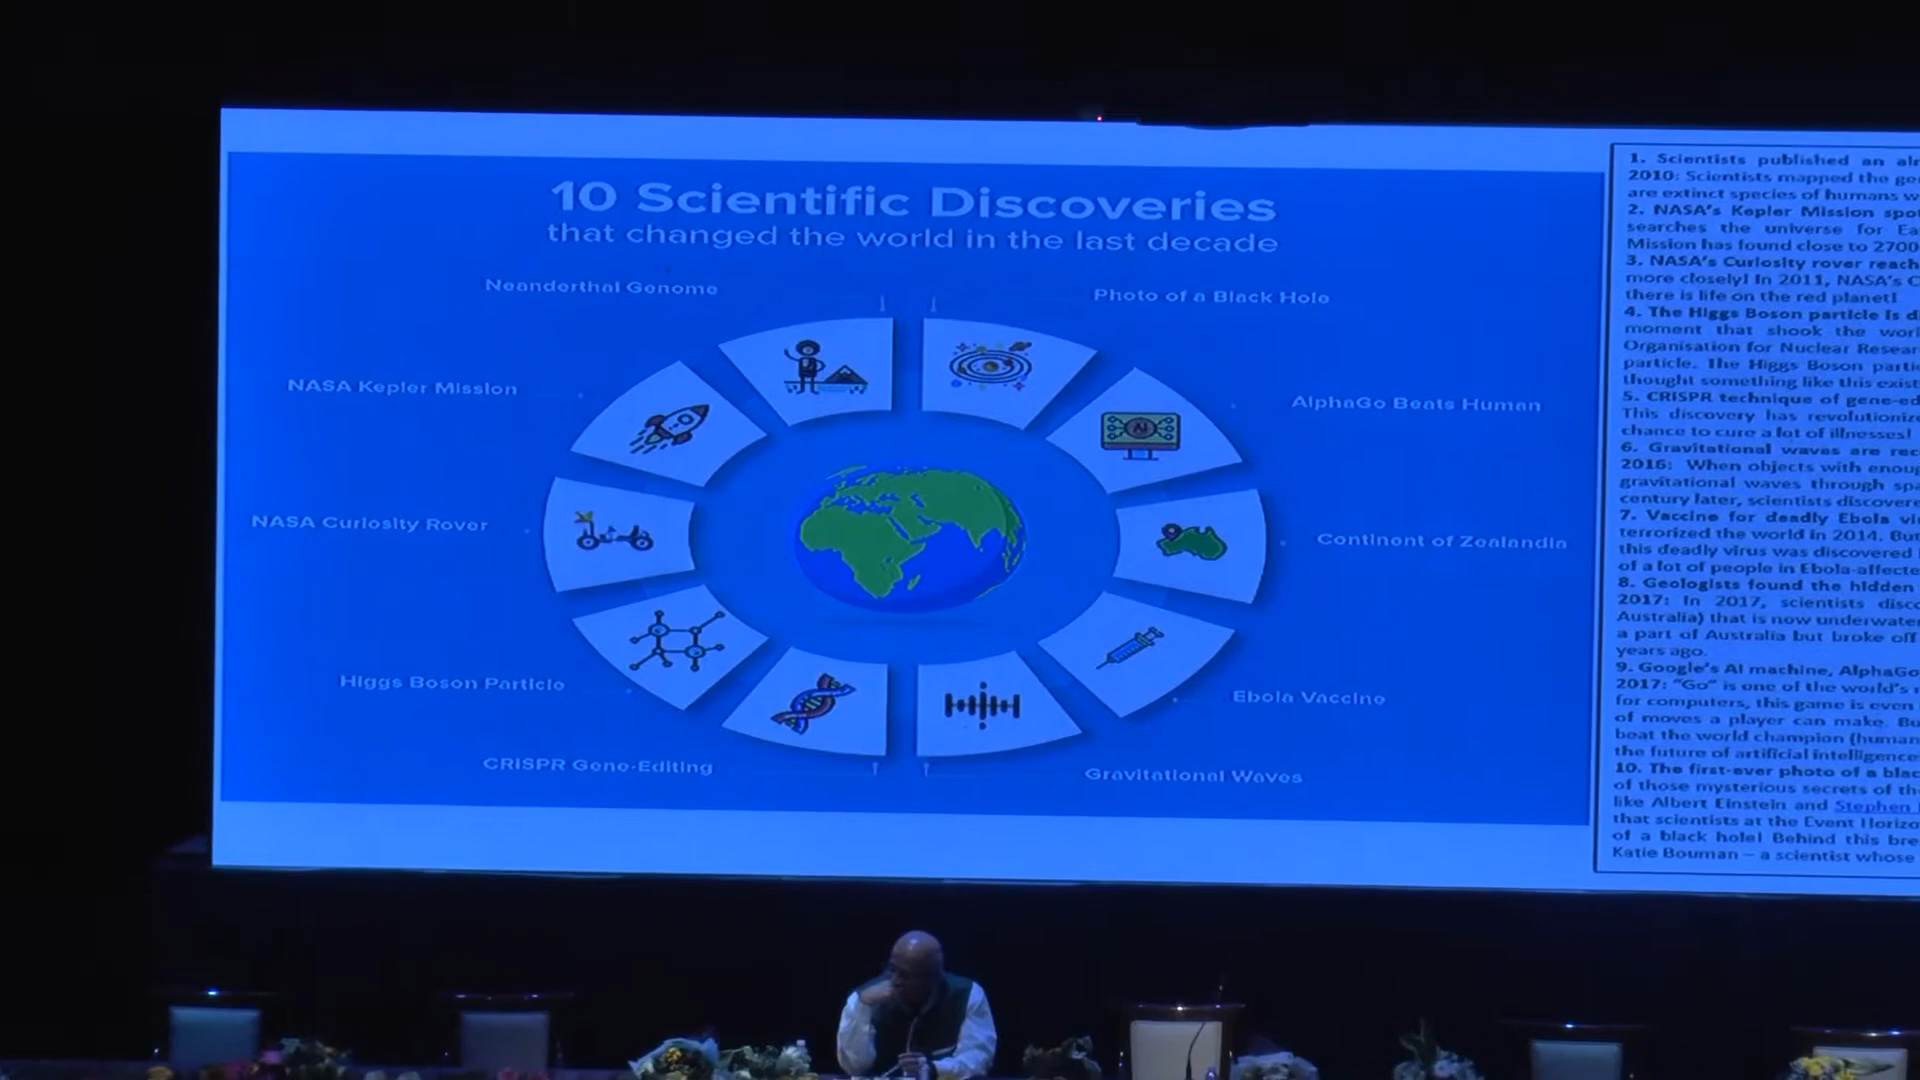 10 Scientific Discoveries
that changed the world in the last decade
Neanderthal Genome
Photo of a Black Hole
NASA Kepler Mission
AlphaGo Beats Human
AI
NASA Curiosity Rover
Continent of Zealandia
Higgs Boson Particle
Ebola Vaccine
CRISPR Gene-Editing
Gravitational Waves
1. Scientists published an
2010: Scientists mapped the
are extinct species of humans
2. NASA's Kepler Mission
searches the universe for
Mission has found close to 2700
3. NASA's Curiosity rover
more closely! In 2011, NASA's
there is life on the red planet!
4. The Higgs Boson particle is
moment that shook the
Organisation for Nuclear
particle. The Higgs Boson
thought something like this
5. CRISPR technique of
This discovery has
chance to cure a lot of illnesses!
6. Gravitational waves are
2016: When objects with
gravitational waves through
century later, scientists
7. Vaccine for deadly Ebola
terrorized the world in 2014. But
this deadly virus was discovered
of a lot of people in
8. Geologists found the hidden
2017: In 2017, scientists
Australia) that is now
a part of Australia but broke off
years ago.
9. Google's AI machine,
2017: "Go" is one of the world's
for computers, this game is even
of moves a player can make.
beat the world champion
the future of artificial
10. The first-ever photo of a
of those mysterious secrets of
like Albert Einstein and Stephen
that scientists at the Event
of a black hole! Behind this
Katie Bouman – a scientist whose